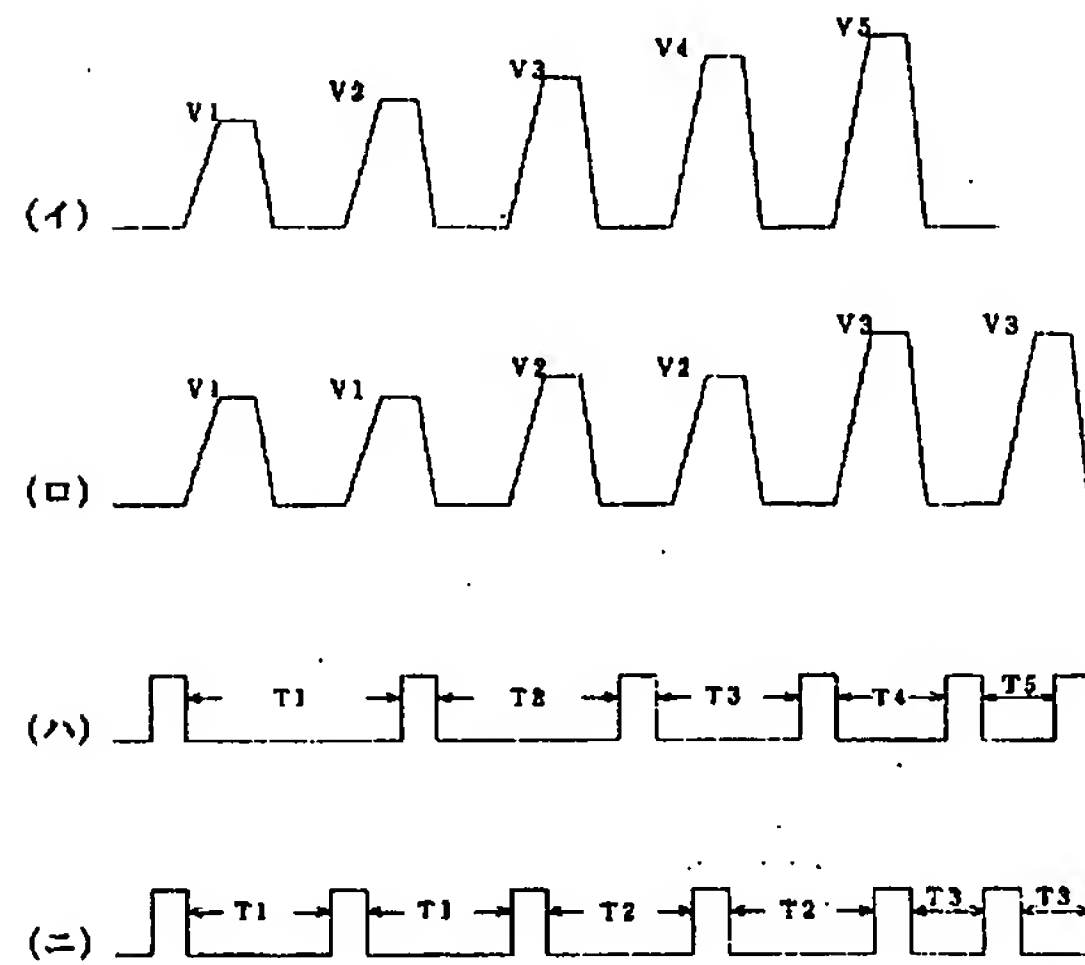 (イ) V1 V2 V3 V4 V5
(ロ) V1 V1 V2 V2 V3 V3
(ハ) T1 T2 T3 T4 T5
(ニ) T1 T1 T2 T2 T3 T3